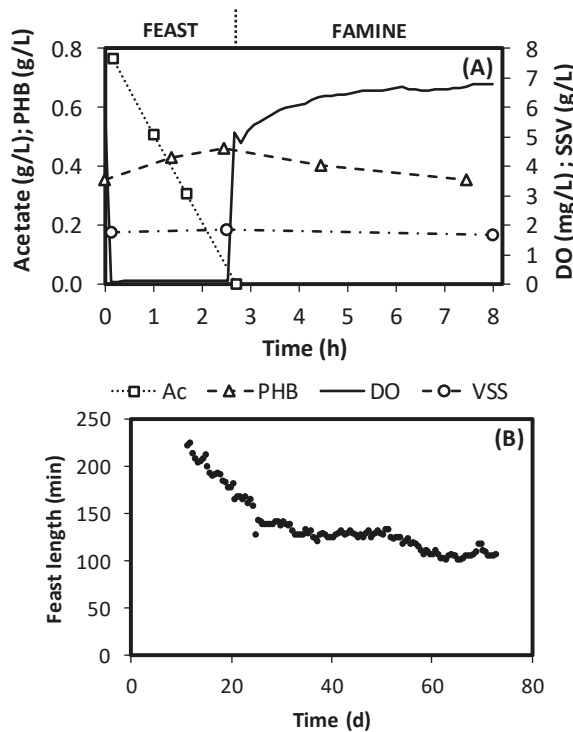 FEAST FAMINE
(A)
Acetate (g/L); PHB (g/L)
0.8
0.6
0.4
0.2
0.0
8
7
6
5
4
3
2
1
0
DO (mg/L) ; SSV (g/L)
0 1 2 3 4 5 6 7 8
Time (h)
Ac PHB DO VSS
(B)
Feast length (min)
250
200
150
100
50
0
0 20 40 60 80
Time (d)